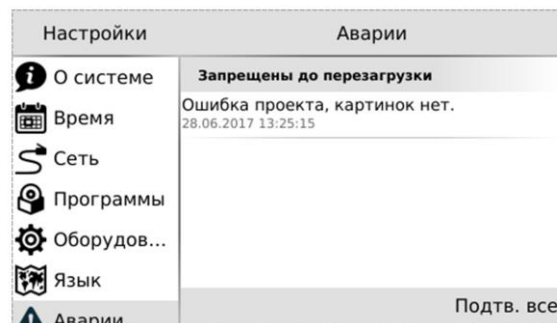 Настройки
Аварии
О системе
Время
Сеть
Программы
Оборудов...
Язык
Аварии
Запрещены до перезагрузки
Ошибка проекта, картинок нет.
28.06.2017 13:25:15
Подтв. все